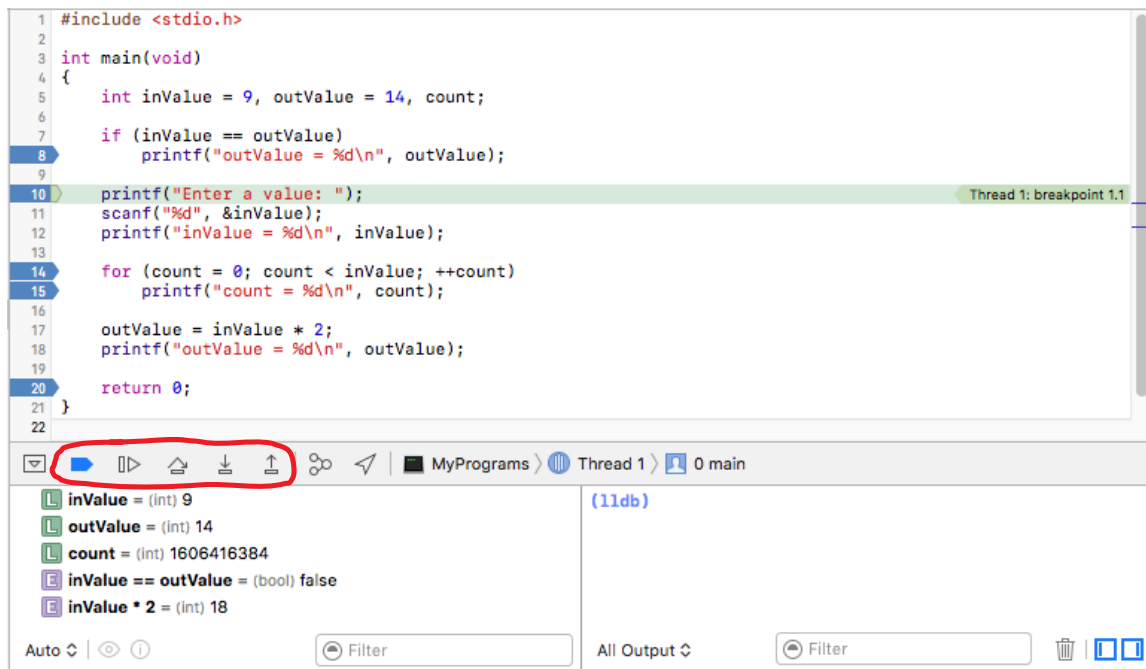 1 #include <stdio.h>
2
3 int main(void)
4 {
5 int inValue = 9, outValue = 14, count;
6
7 if (inValue == outValue)
8 printf("outValue = %d\n", outValue);
9
10 printf("Enter a value: "); Thread 1: breakpoint 1.1
11 scanf("%d", &inValue);
12 printf("inValue = %d\n", inValue);
13
14 for (count = 0; count < inValue; ++count)
15 printf("count = %d\n", count);
16
17 outValue = inValue * 2;
18 printf("outValue = %d\n", outValue);
19
20 return 0;
21 }
22
MyPrograms Thread 1 0 main
L inValue = (int) 9
L outValue = (int) 14
L count = (int) 1606416384
E inValue == outValue = (bool) false
E inValue * 2 = (int) 18
(lldb)
Auto Filter All Output Filter